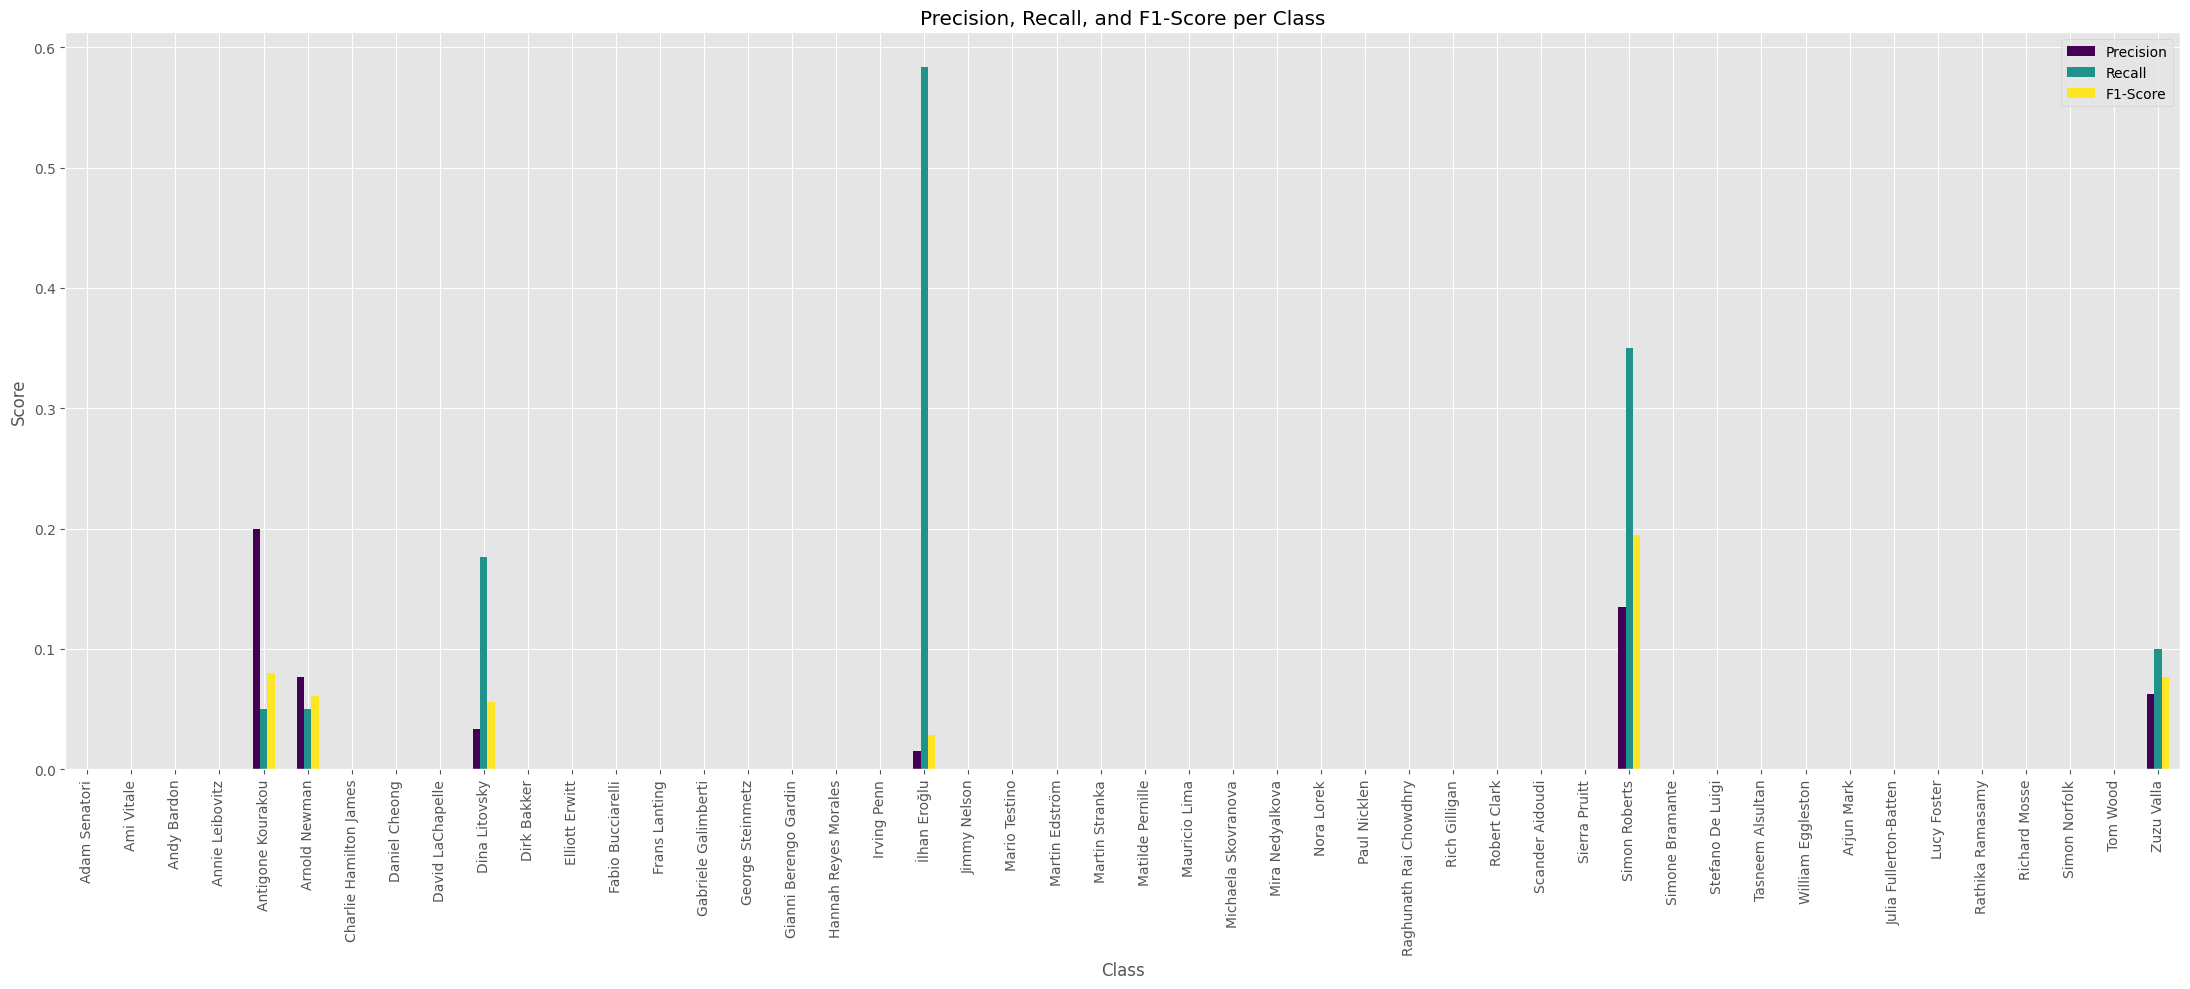 Precision, Recall, and F1-Score per Class
Precision
Recall
F1-Score
Score
0.6
0.5
0.4
0.3
0.2
0.1
0.0
Adam Senatori
Ami Vitale
Andy Bardon
Annie Leibovitz
Antigone Kourakou
Arnold Newman
Charlie Hamilton James
Daniel Cheong
David LaChapelle
Dina Litovsky
Dirk Bakker
Elliott Erwitt
Fabio Bucciarelli
Frans Lanting
Gabriele Galimberti
George Steinmetz
Gianni Berengo Gardin
Hannah Reyes Morales
Irving Penn
İlhan Eroğlu
Jimmy Nelson
Mario Testino
Martin Edström
Martin Stranka
Matilde Pernille
Mauricio Lima
Michaela Skovranova
Mira Nedyalkova
Nora Lorek
Paul Nicklen
Raghunath Rai Chowdhry
Rich Gilligan
Robert Clark
Scander Aidoudi
Sierra Pruitt
Simon Roberts
Simone Bramante
Stefano De Luigi
Tasneem Alsultan
William Eggleston
Arjun Mark
Julia Fullerton-Batten
Lucy Foster
Rathika Ramasamy
Richard Mosse
Simon Norfolk
Tom Wood
Zuzu Valla
Class